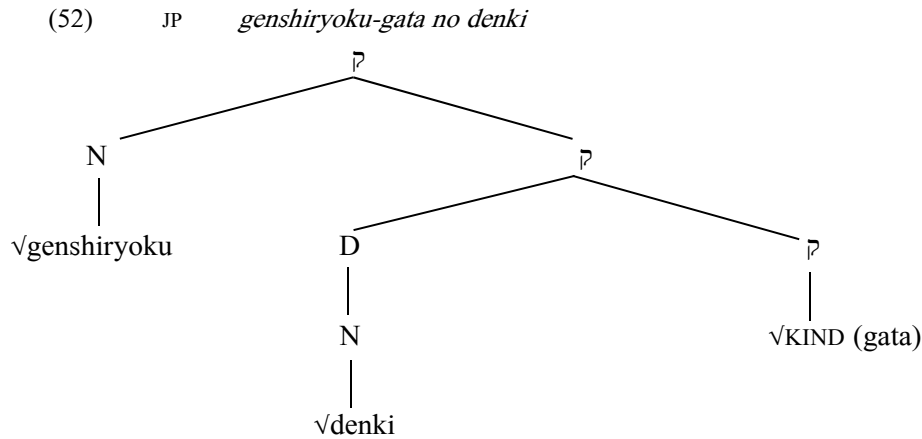 (52) JP genshiryoku-gata no denki
ק
N ק
√genshiryoku D ק
N √KIND (gata)
√denki